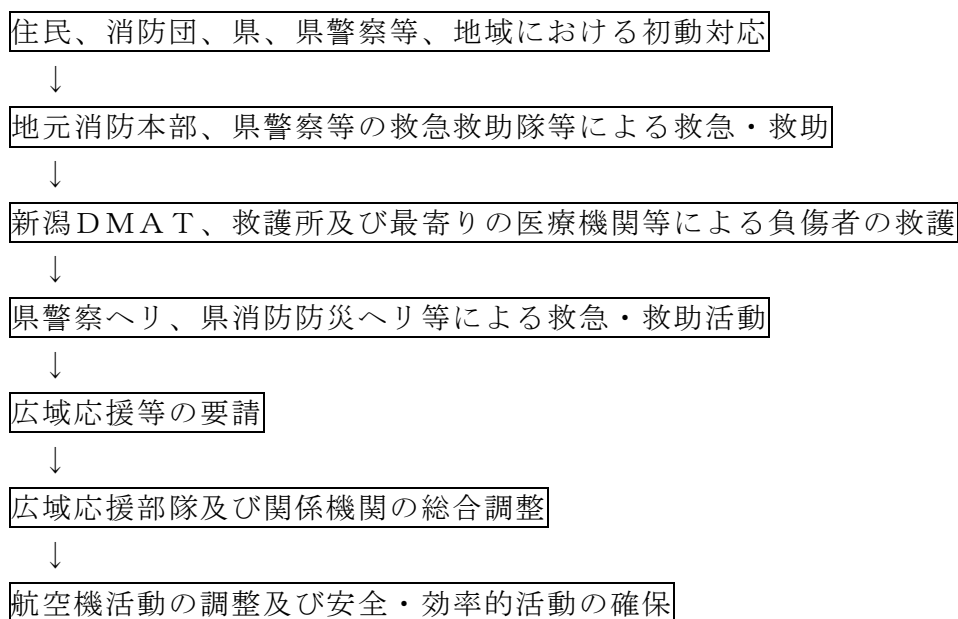 住民、消防団、県、県警察等、地域における初動対応
↓
地元消防本部、県警察等の救急救助隊等による救急・救助
↓
新潟ＤＭＡＴ、救護所及び最寄りの医療機関等による負傷者の救護
↓
県警察ヘリ、県消防防災ヘリ等による救急・救助活動
↓
広域応援等の要請
↓
広域応援部隊及び関係機関の総合調整
↓
航空機活動の調整及び安全・効率的活動の確保